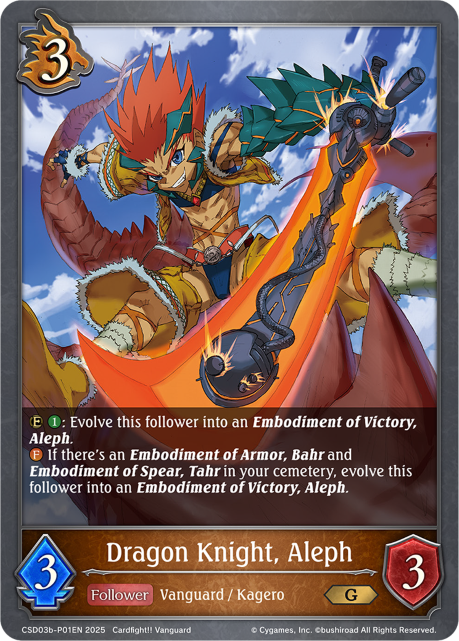 3
E 1: Evolve this follower into an Embodiment of Victory,
Aleph.
F If there's an Embodiment of Armor, Bahr and
Embodiment of Spear, Tahr in your cemetery, evolve this
follower into an Embodiment of Victory, Aleph.
Dragon Knight, Aleph
3
Follower Vanguard / Kagero G
3
CSD03b-P01EN 2025 Cardfight!! Vanguard © Cygames, Inc. ©bushiroad All Rights Reserved.